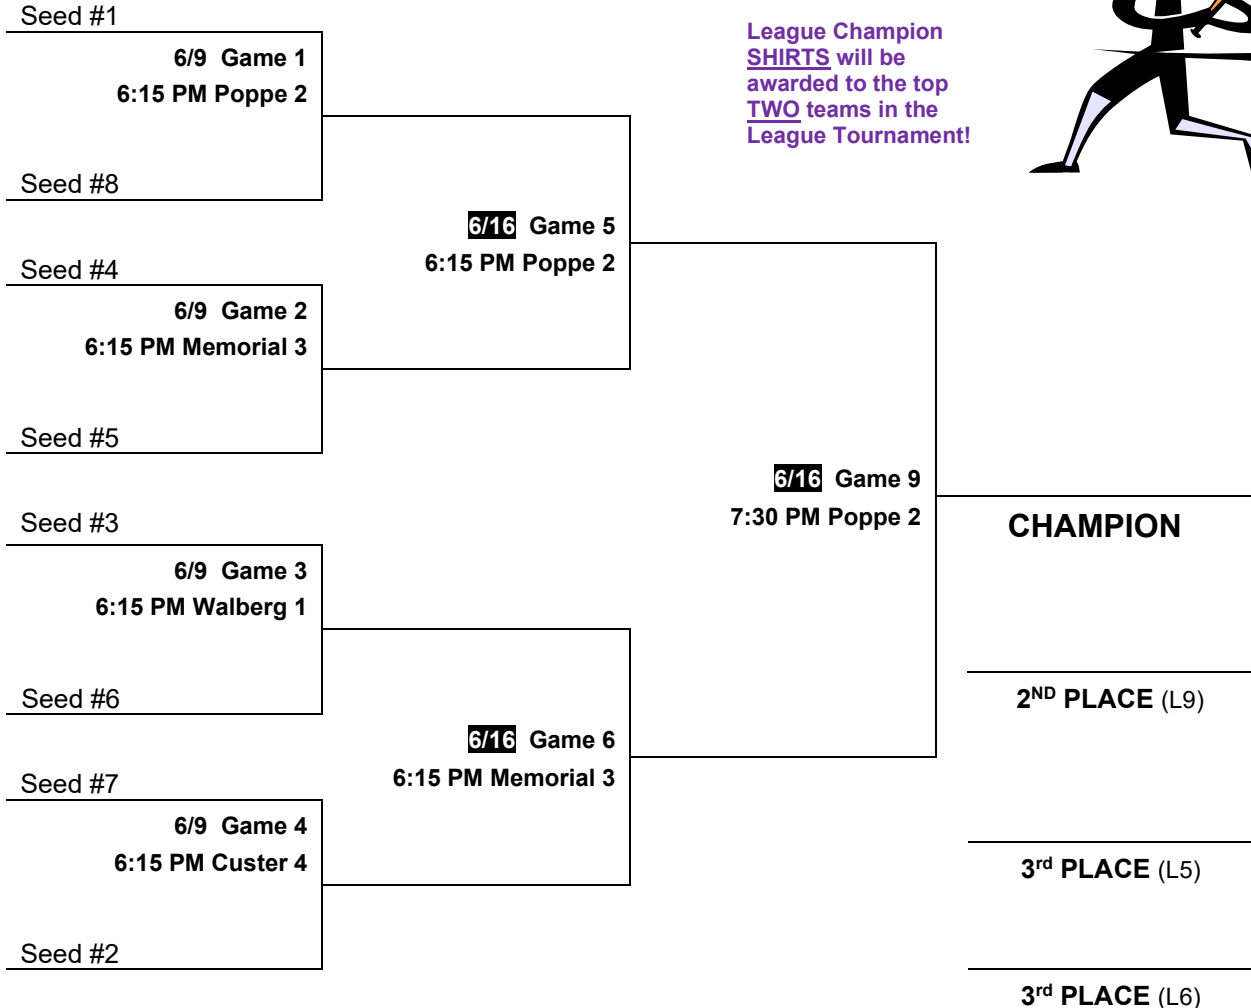 Seed #1
6/9 Game 1
6:15 PM Poppe 2
Seed #8
League Champion
SHIRTS will be
awarded to the top
TWO teams in the
League Tournament!
6/16 Game 5
6:15 PM Poppe 2
Seed #4
6/9 Game 2
6:15 PM Memorial 3
Seed #5
6/16 Game 9
7:30 PM Poppe 2
CHAMPION
Seed #3
6/9 Game 3
6:15 PM Walberg 1
Seed #6
2ND PLACE (L9)
6/16 Game 6
6:15 PM Memorial 3
Seed #7
6/9 Game 4
6:15 PM Custer 4
Seed #2
3rd PLACE (L5)
3rd PLACE (L6)